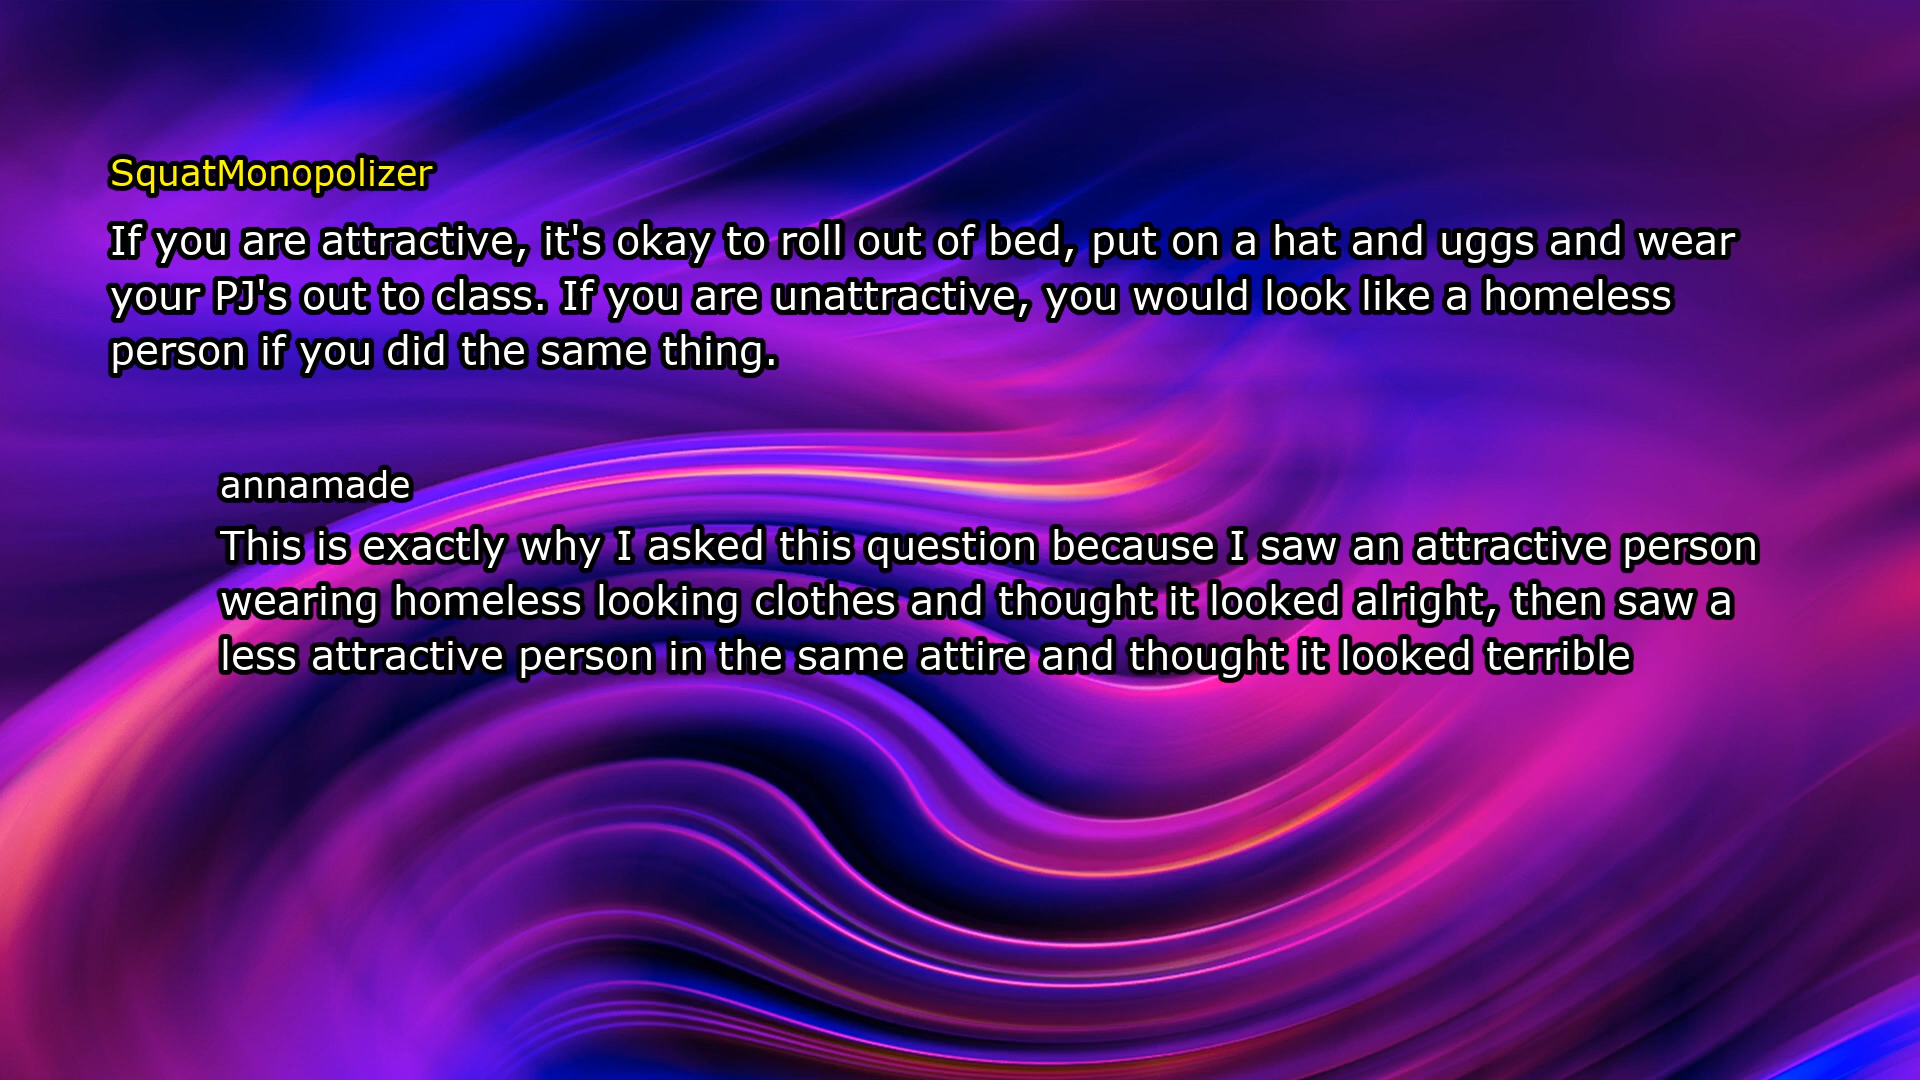 SquatMonopolizer
If you are attractive, it's okay to roll out of bed, put on a hat and uggs and wear
your PJ's out to class. If you are unattractive, you would look like a homeless
person if you did the same thing.
annamade
This is exactly why I asked this question because I saw an attractive person
wearing homeless looking clothes and thought it looked alright, then saw a
less attractive person in the same attire and thought it looked terrible